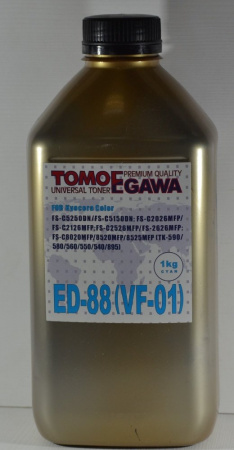 TOMOEGAWA
PREMIUM QUALITY
UNIVERSAL TONER
FOR Kyocera Color
FS-C5250DN/FS-C5150DN; FS-C2026MFP/
FS-C2126MFP;FS-C2526MFP/FS-2626MFP;
FS-C8020MFP/8520MFP/8525MFP (TK-590/
580/560/550/540/895)
1kg
CYAN
ED-88(VF-01)